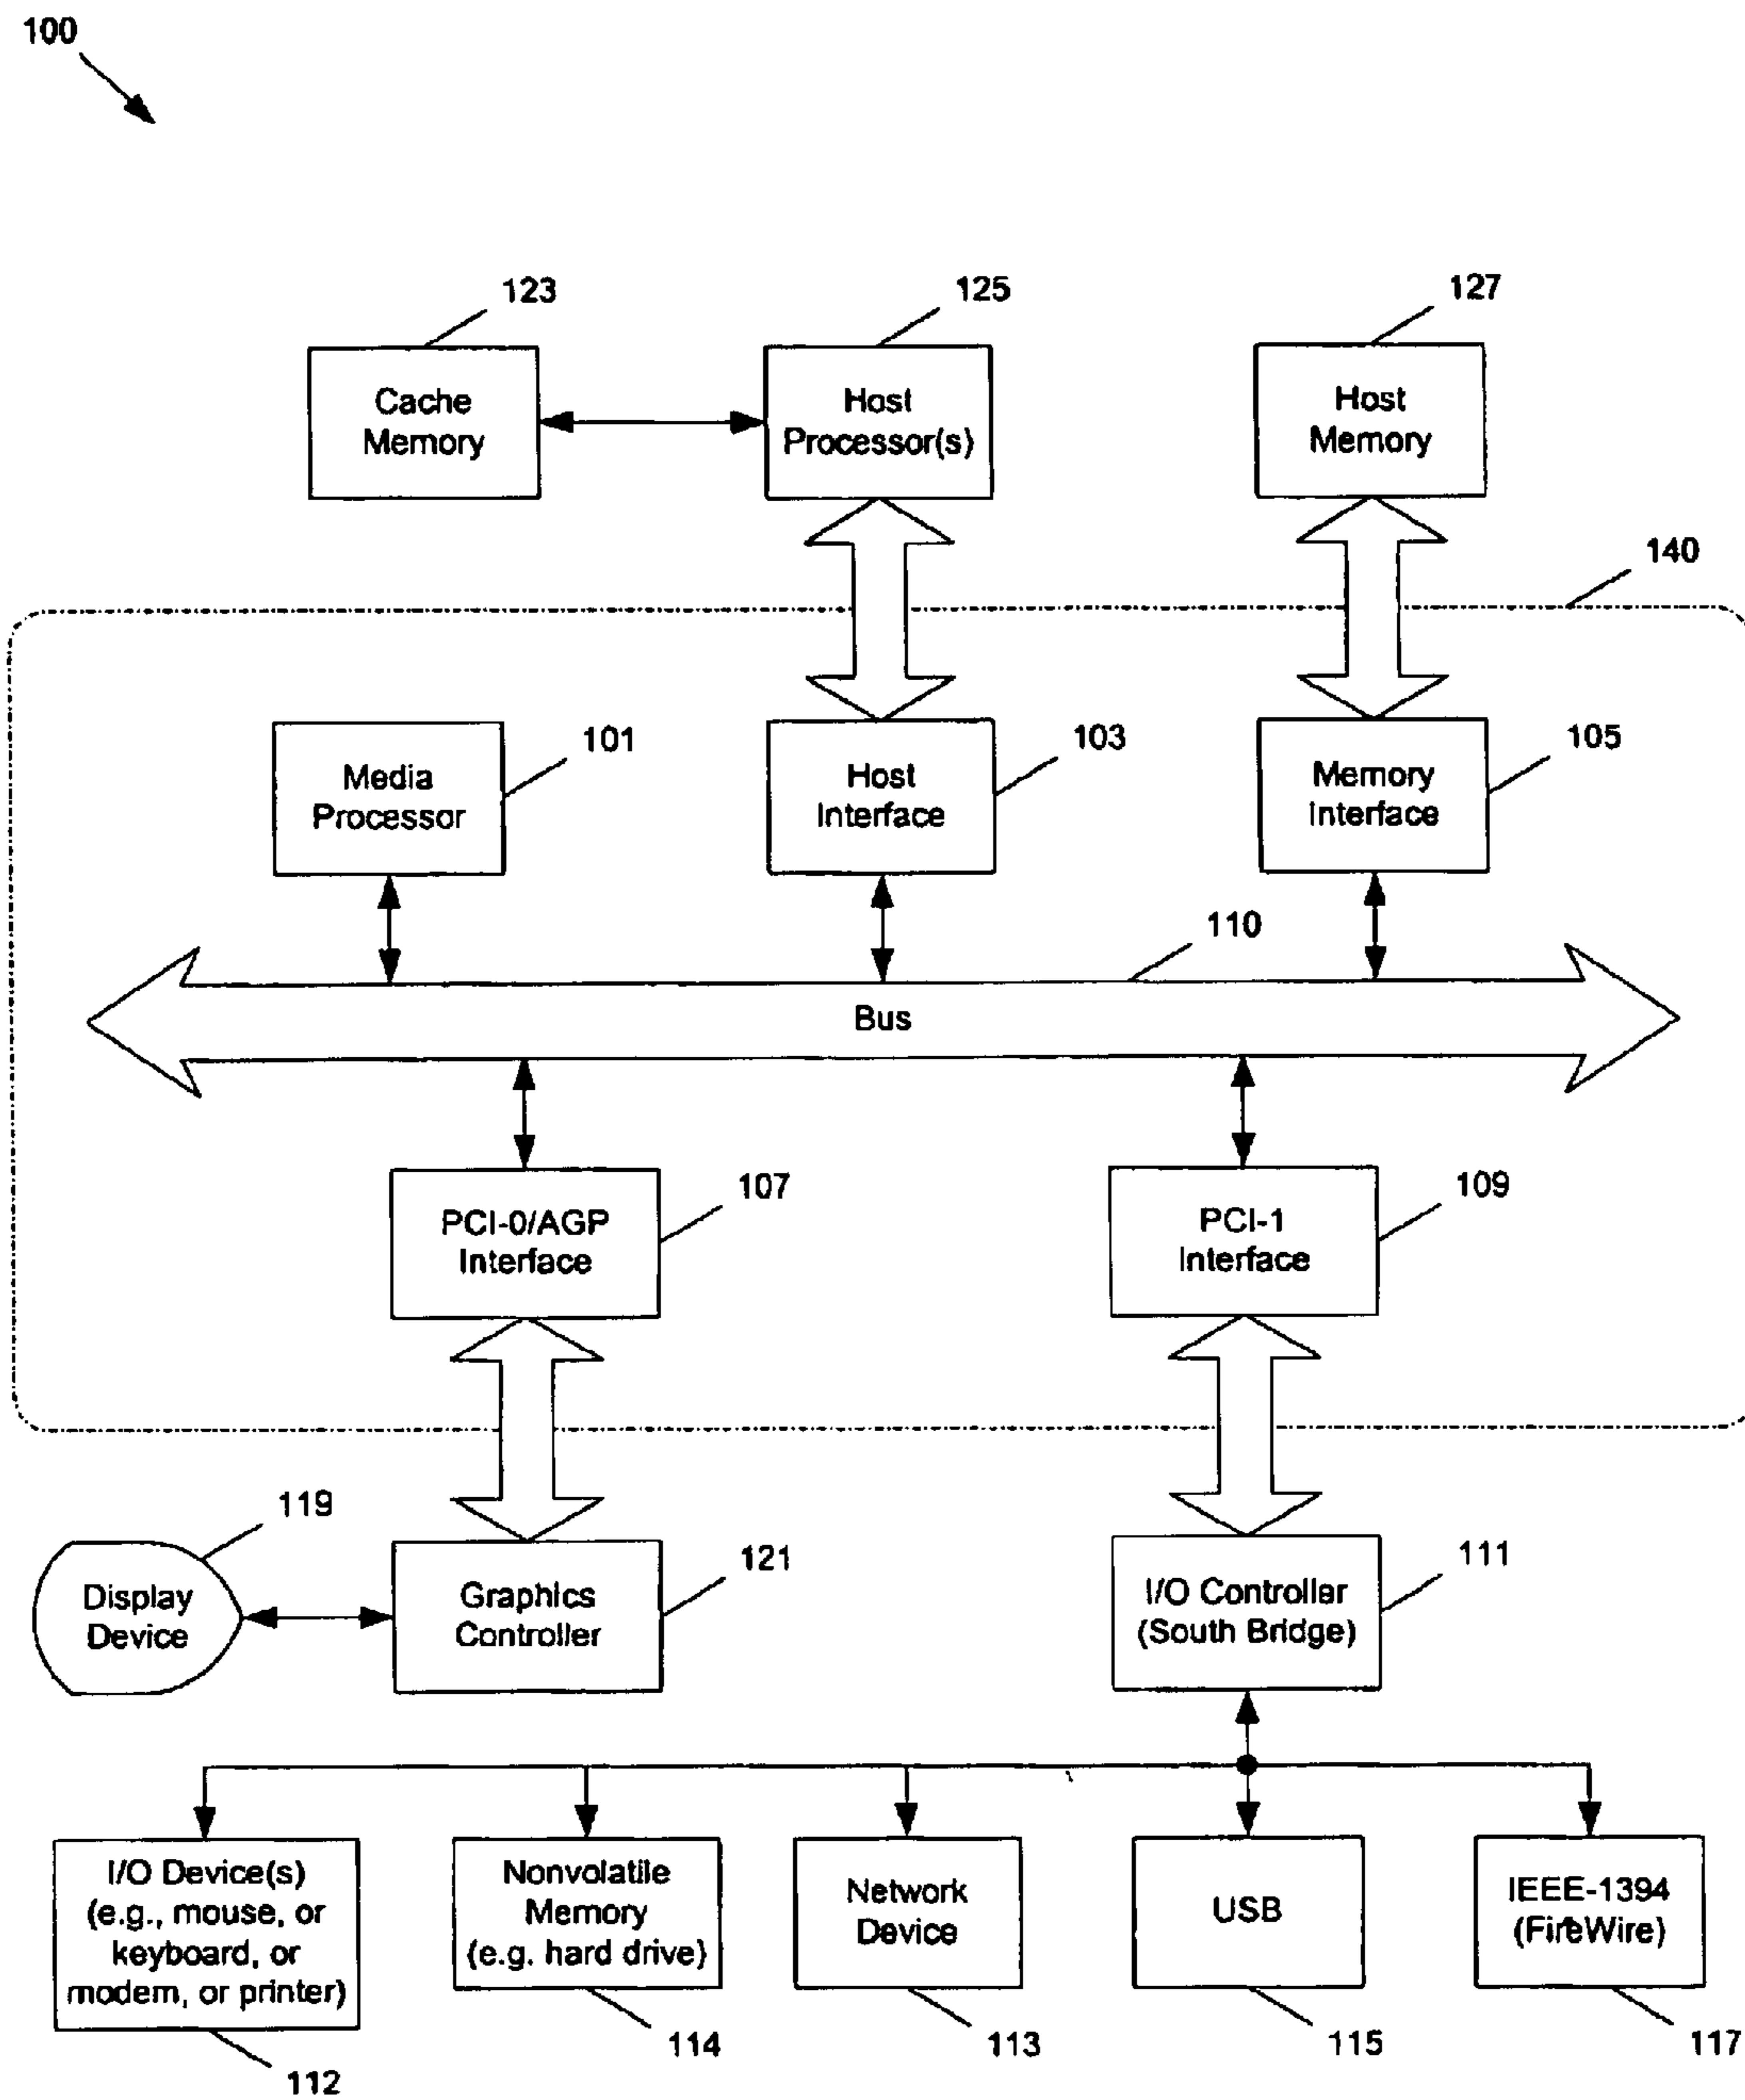 100
123
125
127
Cache
Memory
Host
Processor(s)
Host
Memory
140
101
103
105
Media
Processor
Host
Interface
Memory
Interface
110
Bus
107
109
PCI-0/AGP
Interface
PCI-1
Interface
119
121
111
Display
Device
Graphics
Controller
I/O Controller
(South Bridge)
I/O Device(s)
(e.g., mouse, or
keyboard, or
modem, or printer)
Nonvolatile
Memory
(e.g. hard drive)
Network
Device
USB
IEEE-1394
(FireWire)
112
114
113
115
117